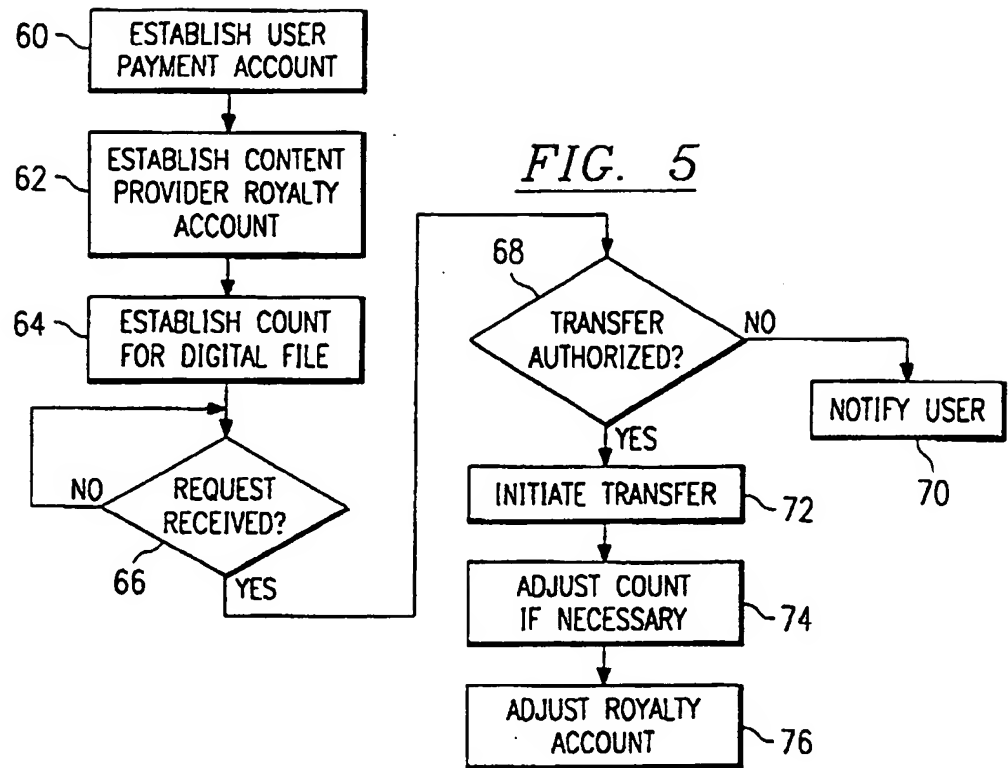 60
ESTABLISH USER
PAYMENT ACCOUNT
62
ESTABLISH CONTENT
PROVIDER ROYALTY
ACCOUNT
64
ESTABLISH COUNT
FOR DIGITAL FILE
NO
REQUEST
RECEIVED?
66
YES
FIG. 5
68
TRANSFER
AUTHORIZED?
NO
NOTIFY USER
70
YES
INITIATE TRANSFER
72
ADJUST COUNT
IF NECESSARY
74
ADJUST ROYALTY
ACCOUNT
76